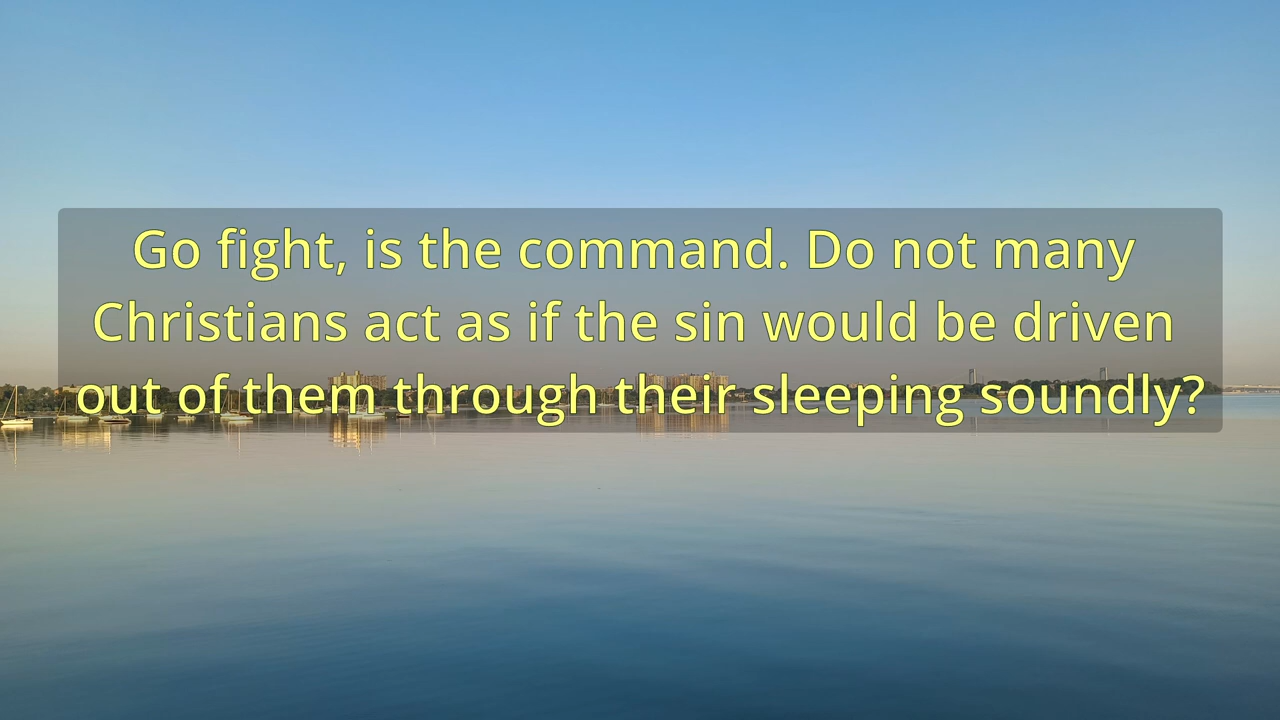 Go fight, is the command. Do not many
Christians act as if the sin would be driven
out of them through their sleeping soundly?